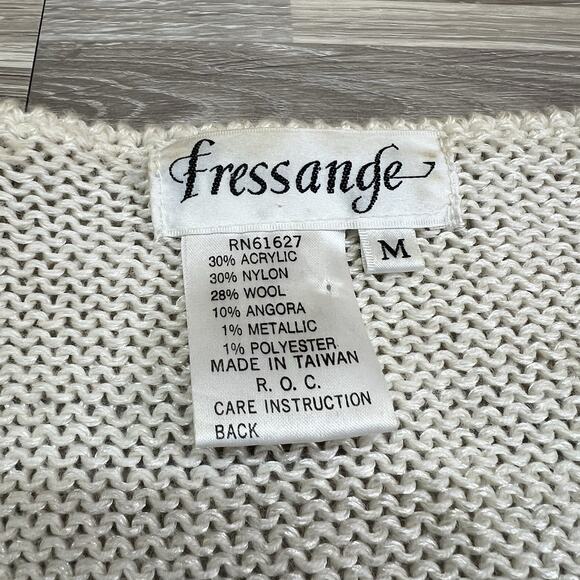 fressange
M
RN61627
30% ACRYLIC
30% NYLON
28% WOOL
10% ANGORA
1% METALLIC
1% POLYESTER
MADE IN TAIWAN
R. O. C.
CARE INSTRUCTION
BACK